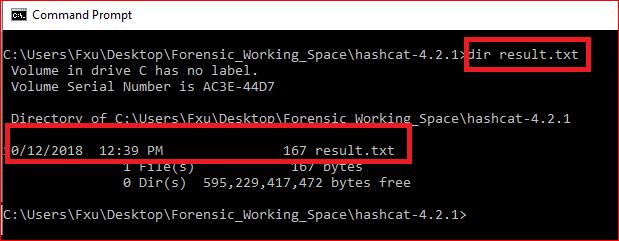 Command Prompt
C:\Users\Fxu\Desktop\Forensic_Working_Space\hashcat-4.2.1>dir result.txt
Volume in drive C has no label.
Volume Serial Number is AC3E-44D7
Directory of C:\Users\Fxu\Desktop\Forensic_Working_Space\hashcat-4.2.1
10/12/2018  12:39 PM               167 result.txt
1 File(s)            167 bytes
0 Dir(s)  595,229,417,472 bytes free
C:\Users\Fxu\Desktop\Forensic_Working_Space\hashcat-4.2.1>